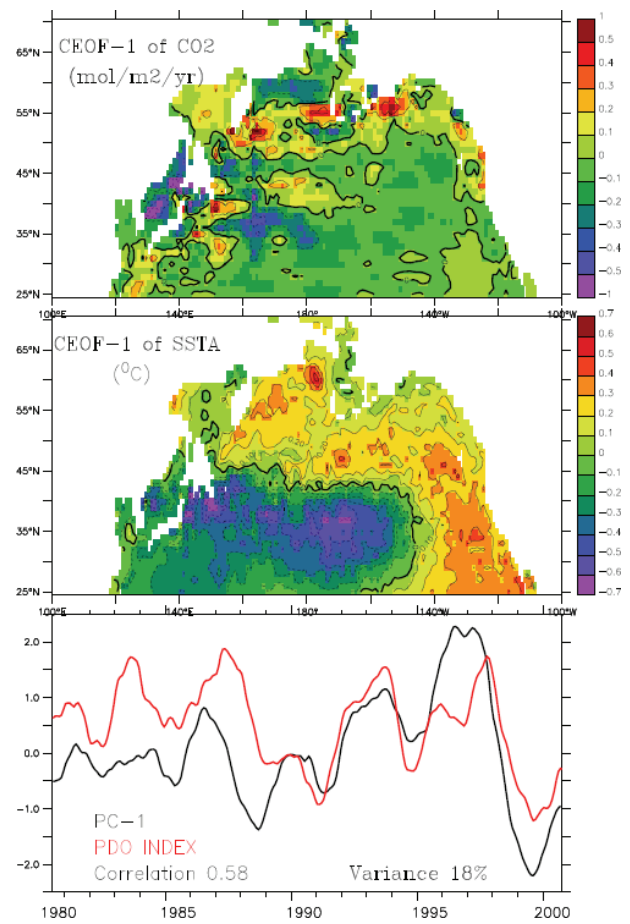 CEOF-1 of CO2
(mol/m2/yr)
65°N
55°N
45°N
35°N
25°N
100°E
140°E
180°
140°W
100°W
1
0.5
0.4
0.3
0.2
0.1
0
-0.1
-0.2
-0.3
-0.4
-0.5
-1
CEOF-1 of SSTA
(⁰C)
65°N
55°N
45°N
35°N
25°N
100°E
140°E
180°
140°W
100°W
0.7
0.6
0.5
0.4
0.3
0.2
0.1
0
-0.1
-0.2
-0.3
-0.4
-0.5
-0.6
-0.7
2.0
1.0
0.0
-1.0
-2.0
PC-1
PDO INDEX
Correlation 0.58
Variance 18%
1980
1985
1990
1995
2000